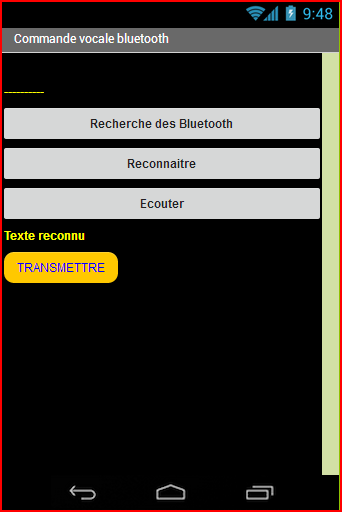 9:48
Commande vocale bluetooth
----------
Recherche des Bluetooth
Reconnaitre
Ecouter
Texte reconnu
TRANSMETTRE